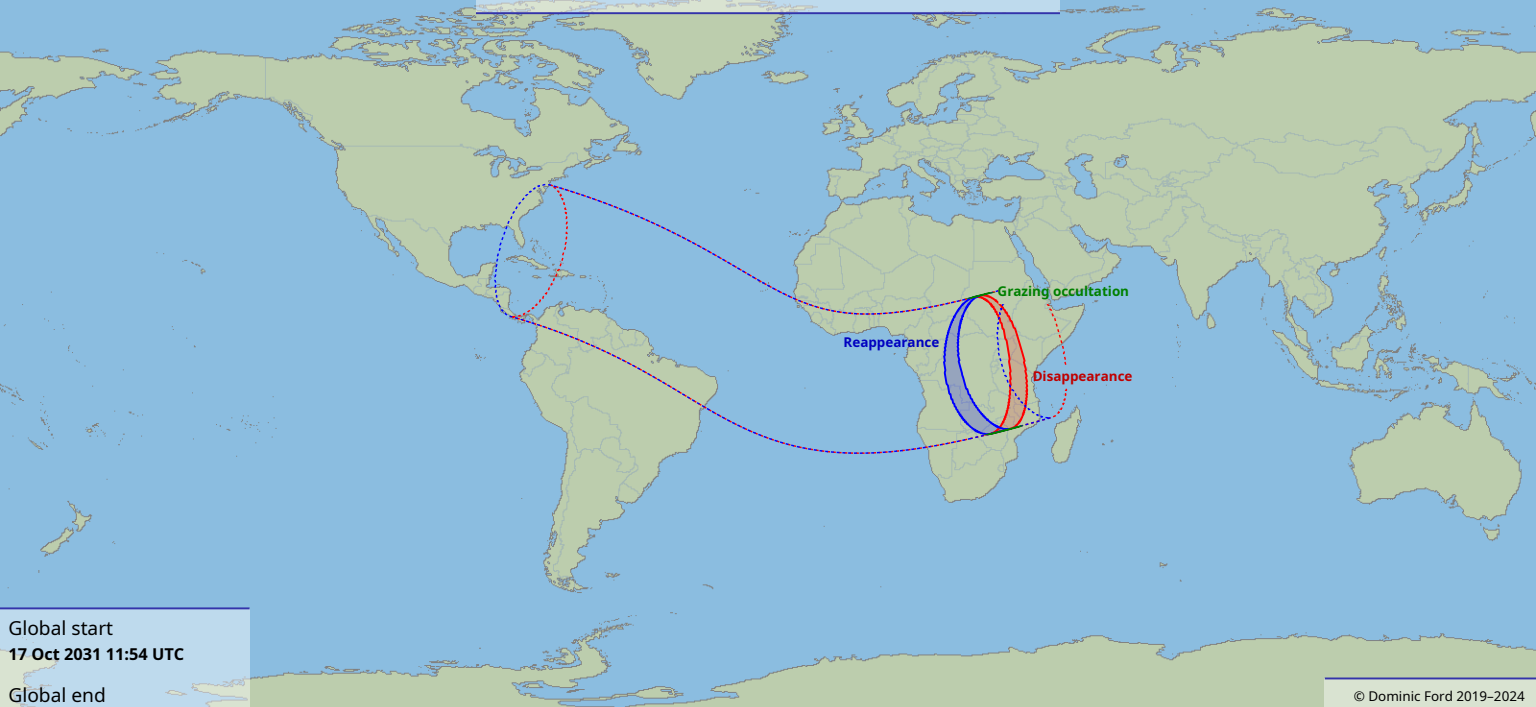 Grazing occultation
Reappearance
Disappearance
Global start
17 Oct 2031 11:54 UTC
Global end
© Dominic Ford 2019–2024